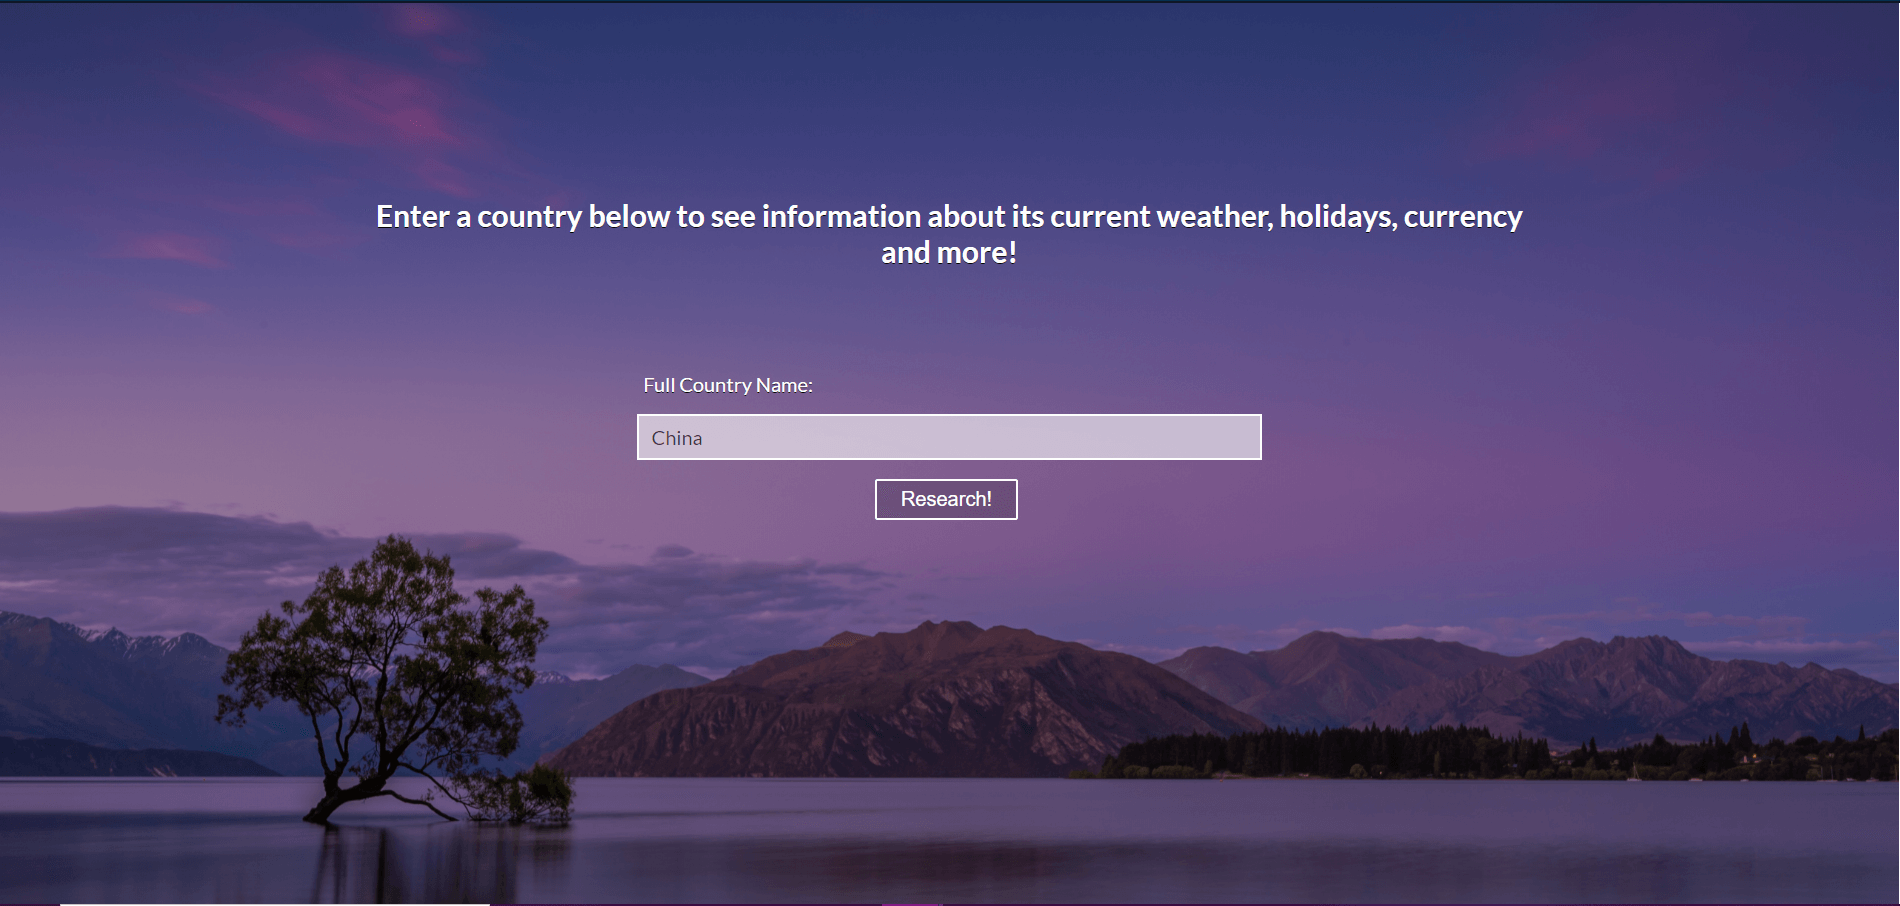 Enter a country below to see information about its current weather, holidays, currency
and more!
Full Country Name:
China
Research!